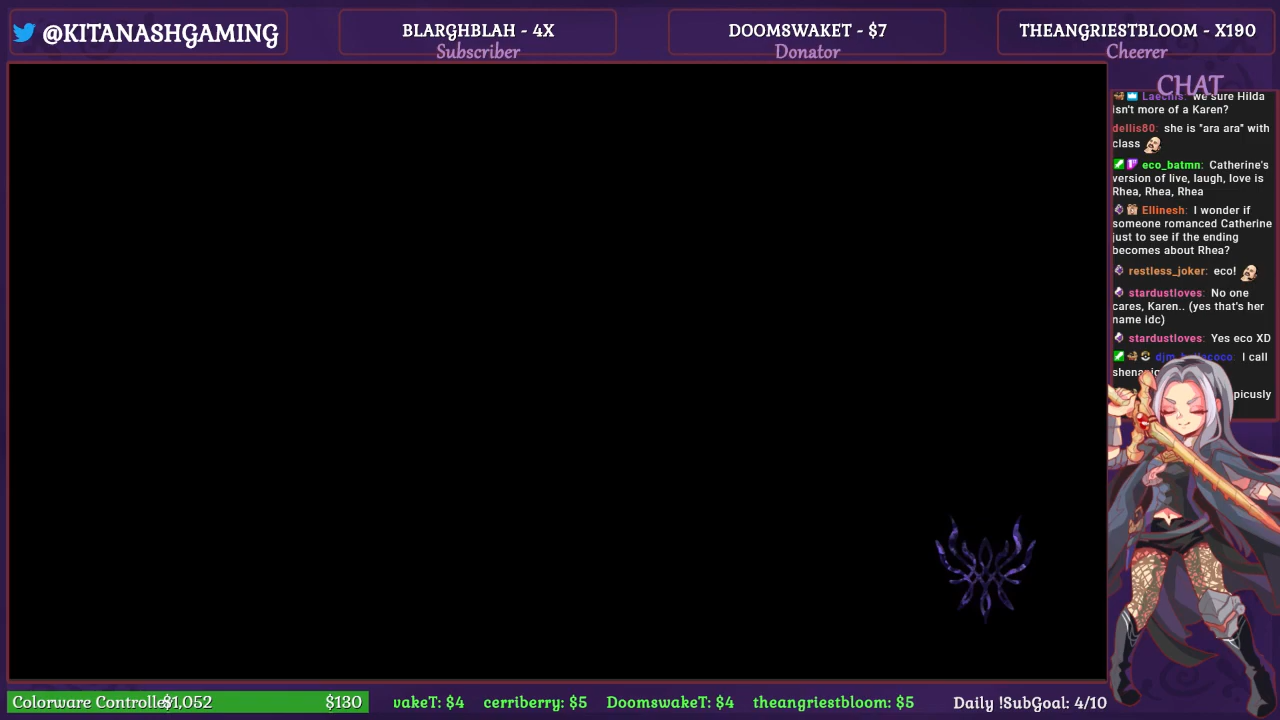 @KITANASHGAMING
BLARGHBLAH - 4X
Subscriber
DOOMSWAKET - $7
Donator
THEANGRIESTBLOOM - X190
Cheerer
CHAT
Laechis: we sure Hilda
isn't more of a Karen?
dellis80: she is "ara ara" with
class
eco_batmn: Catherine's
version of live, laugh, love is
Rhea, Rhea, Rhea
Ellinesh: I wonder if
someone romanced Catherine
just to see if the ending
becomes about Rhea?
restless_joker: eco!
stardustloves: No one
cares, Karen.. (yes that's her
name idc)
stardustloves: Yes eco XD
I call
picusly
Colorware Controlle $1,052 $130
vakeT: $4 cerriberry: $5 DoomswakeT: $4 theangriestbloom: $5
Daily !SubGoal: 4/10